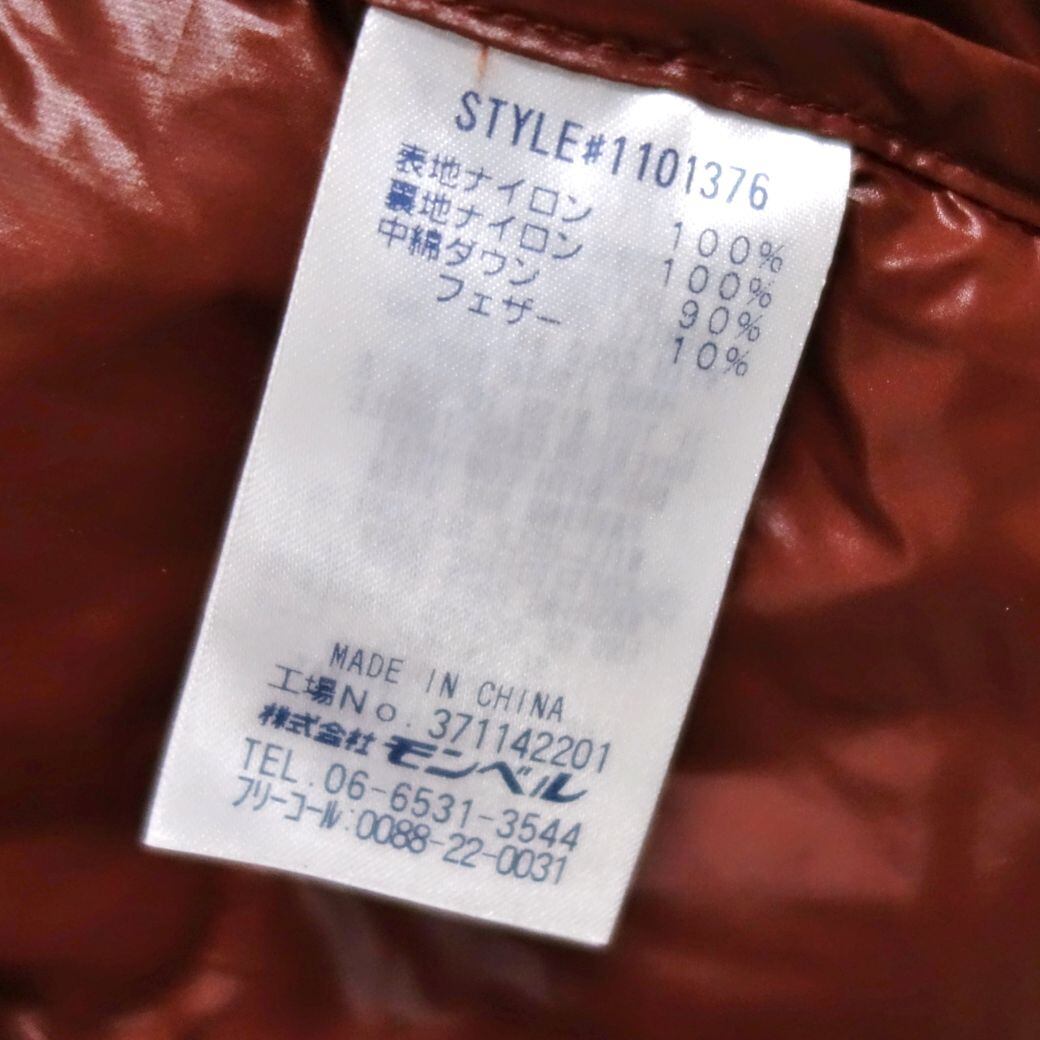 STYLE#1101376
表地ナイロン 100%
裏地ナイロン 100%
中綿ダウン 90%
フェザー 10%
MADE IN CHINA
工場No.371142201
株式会社モンベル
TEL.06-6531-3544
フリーコール:0088-22-0031